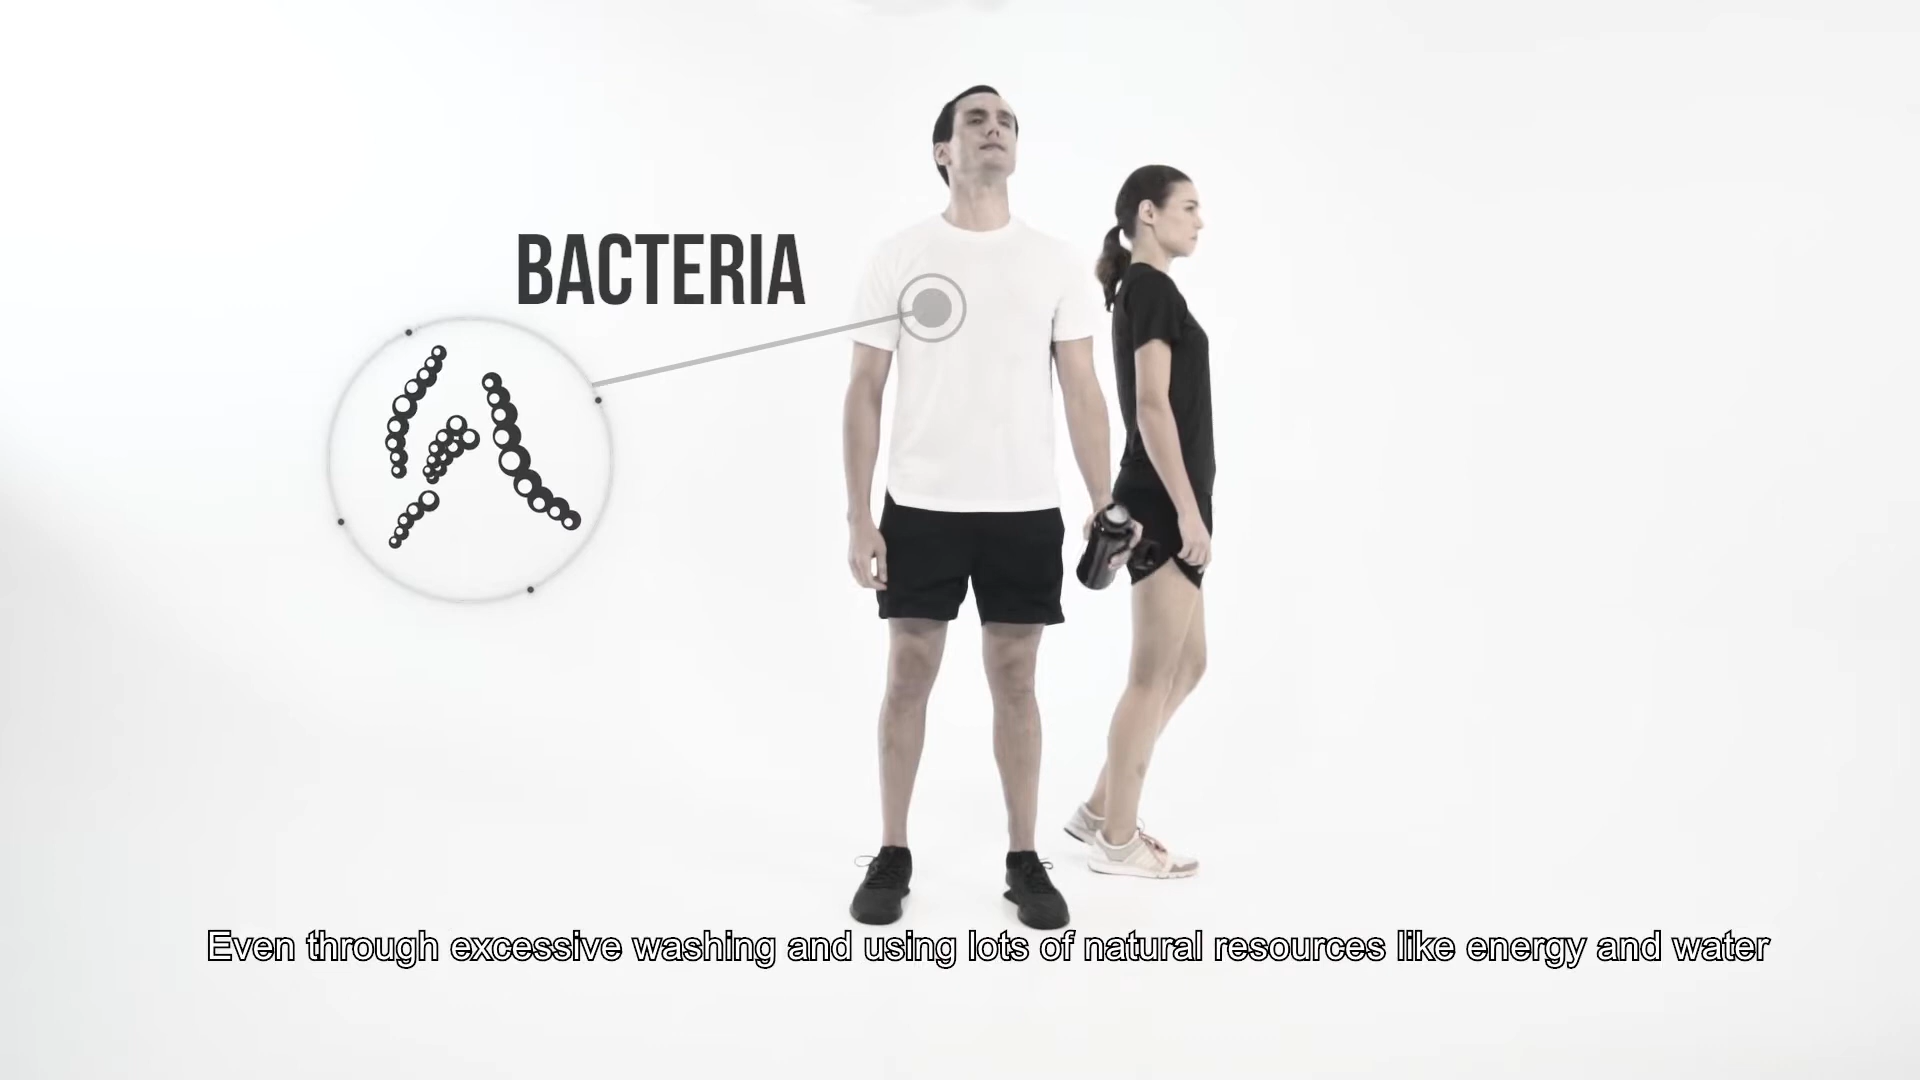 BACTERIA
Even through excessive washing and using lots of natural resources like energy and water